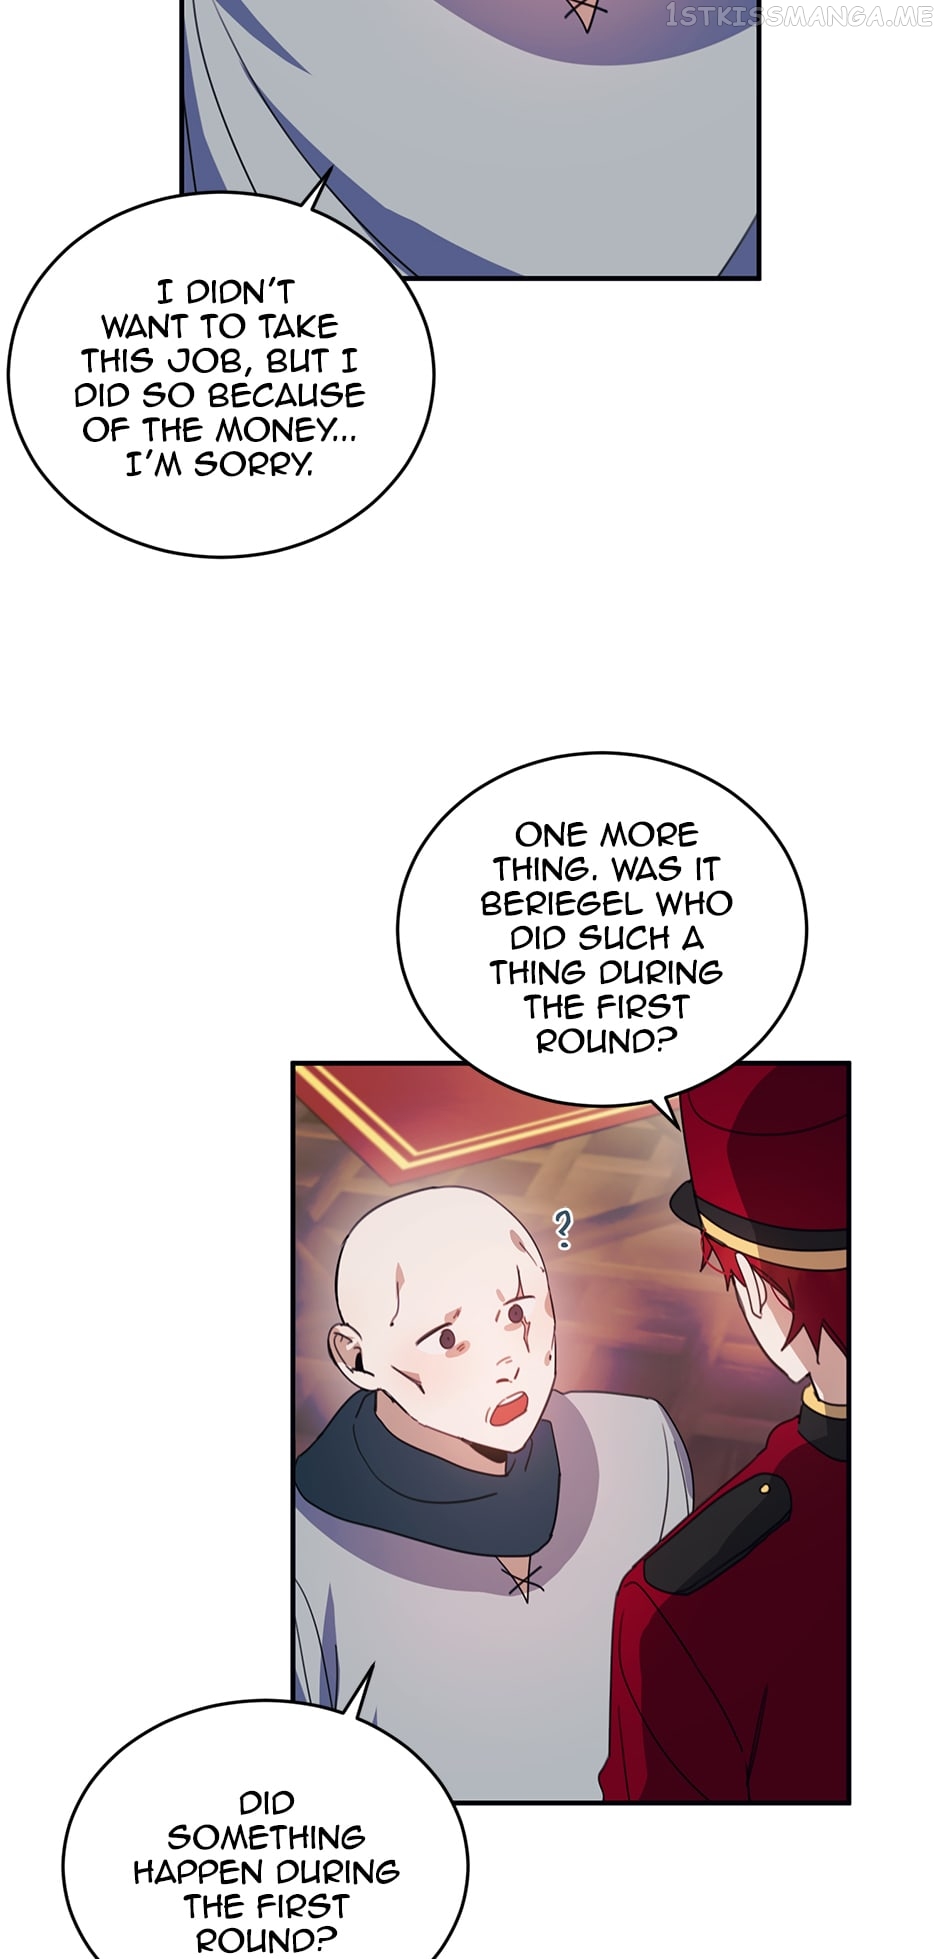 1STKISSMANGA.ME
I DIDN'T
WANT TO TAKE
THIS JOB, BUT I
DID SO BECAUSE
OF THE MONEY...
I'M SORRY.
ONE MORE
THING. WAS IT
BERIEGEL WHO
DID SUCH A
THING DURING
THE FIRST
ROUND?
?
DID
SOMETHING
HAPPEN DURING
THE FIRST
ROUND?